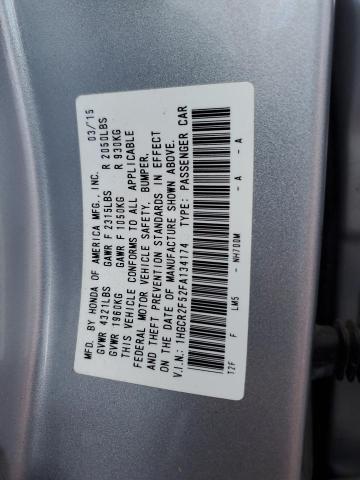 MFD. BY HONDA OF AMERICA MFG., INC. 03/15
GVWR 4321LBS GAWR F 2315LBS R 2050LBS
GVWR 1960KG GAWR F 1050KG R 930KG
THIS VEHICLE CONFORMS TO ALL APPLICABLE
FEDERAL MOTOR VEHICLE SAFETY, BUMPER,
AND THEFT PREVENTION STANDARDS IN EFFECT
ON THE DATE OF MANUFACTURE SHOWN ABOVE.
V.I.N.: 1HGCR2F52FA134174 TYPE: PASSENGER CAR
T2F F LM5 - NH700M - A - A